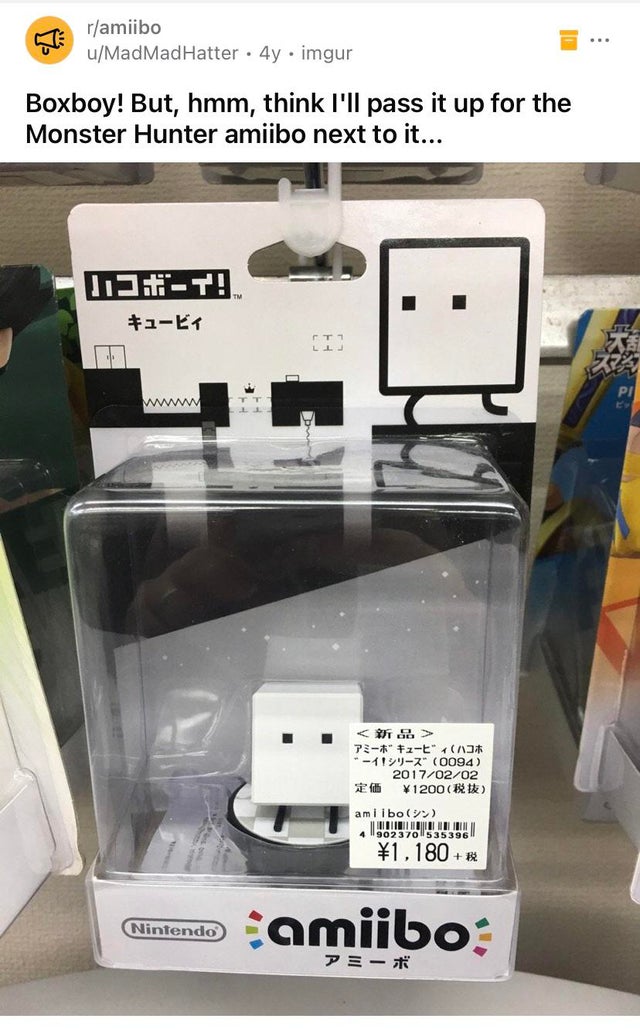 r/amiibo
u/MadMadHatter • 4y • imgur
Boxboy! But, hmm, think I'll pass it up for the
Monster Hunter amiibo next to it...
ハコボーイ!™
キュービィ
<新品>
アミーボ キュービィ(ハコボ
ーイ!シリーズ(0094)
2017/02/02
定価 ¥1200(税抜)
amiibo(シン)
4 902370 535396
¥1,180+税
Nintendo
amiibo
アミーボ